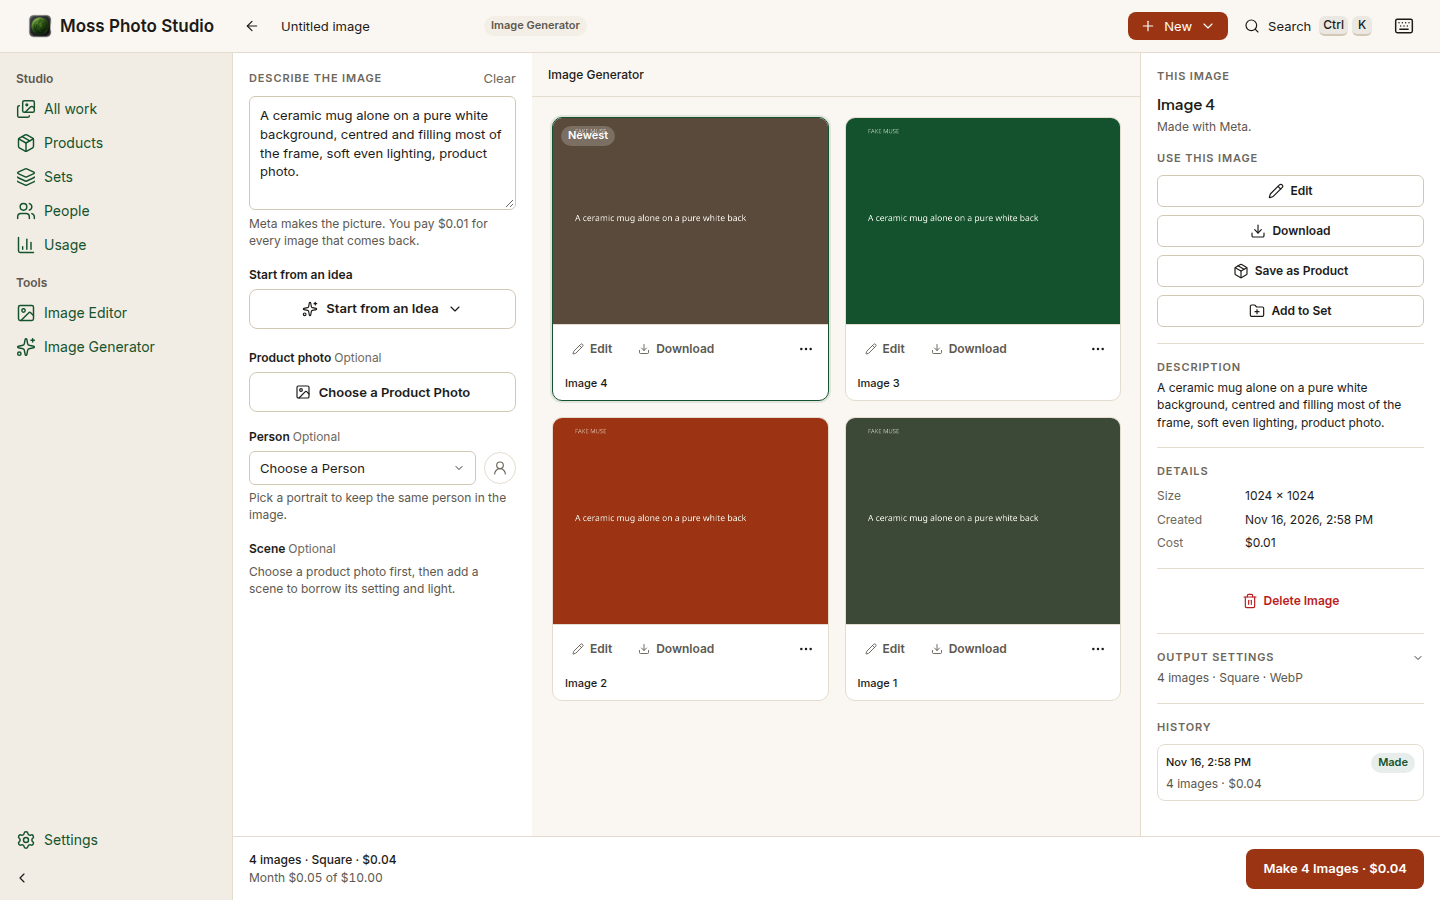 Moss Photo Studio
Untitled image
Image Generator
New
Search
Ctrl
K
Studio
All work
Products
Sets
People
Usage
Tools
Image Editor
Image Generator
Settings
DESCRIBE THE IMAGE
Clear
A ceramic mug alone on a pure white
background, centred and filling most of
the frame, soft even lighting, product
photo.
Meta makes the picture. You pay $0.01 for
every image that comes back.
Start from an idea
Start from an Idea
Product photo Optional
Choose a Product Photo
Person Optional
Choose a Person
Pick a portrait to keep the same person in the
image.
Scene Optional
Choose a product photo first, then add a
scene to borrow its setting and light.
Image Generator
FAKE MUSE
Newest
A ceramic mug alone on a pure white back
Edit
Download
Image 4
FAKE MUSE
A ceramic mug alone on a pure white back
Edit
Download
Image 3
FAKE MUSE
A ceramic mug alone on a pure white back
Edit
Download
Image 2
FAKE MUSE
A ceramic mug alone on a pure white back
Edit
Download
Image 1
THIS IMAGE
Image 4
Made with Meta.
USE THIS IMAGE
Edit
Download
Save as Product
Add to Set
DESCRIPTION
A ceramic mug alone on a pure white
background, centred and filling most of the
frame, soft even lighting, product photo.
DETAILS
Size 1024 × 1024
Created Nov 16, 2026, 2:58 PM
Cost $0.01
Delete Image
OUTPUT SETTINGS
4 images · Square · WebP
HISTORY
Nov 16, 2:58 PM
Made
4 images · $0.04
4 images · Square · $0.04
Month $0.05 of $10.00
Make 4 Images · $0.04